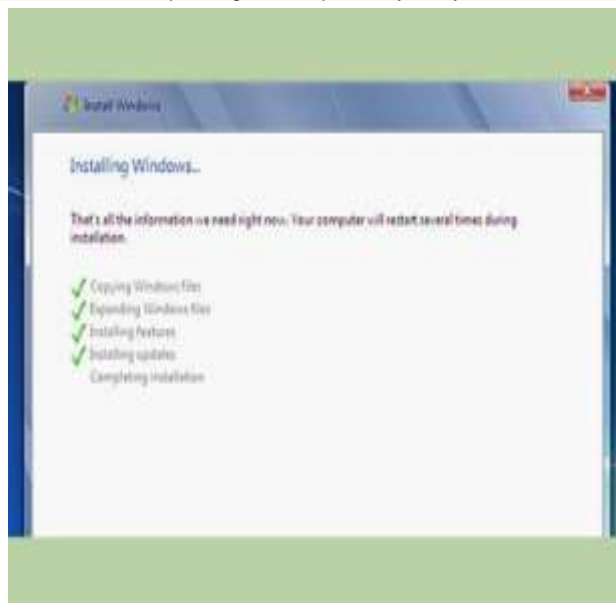 Install Windows
Installing Windows...
That's all the information we need right now. Your computer will restart several times during
installation.
Copying Windows files
Expanding Windows files
Installing features
Installing updates
Completing installation